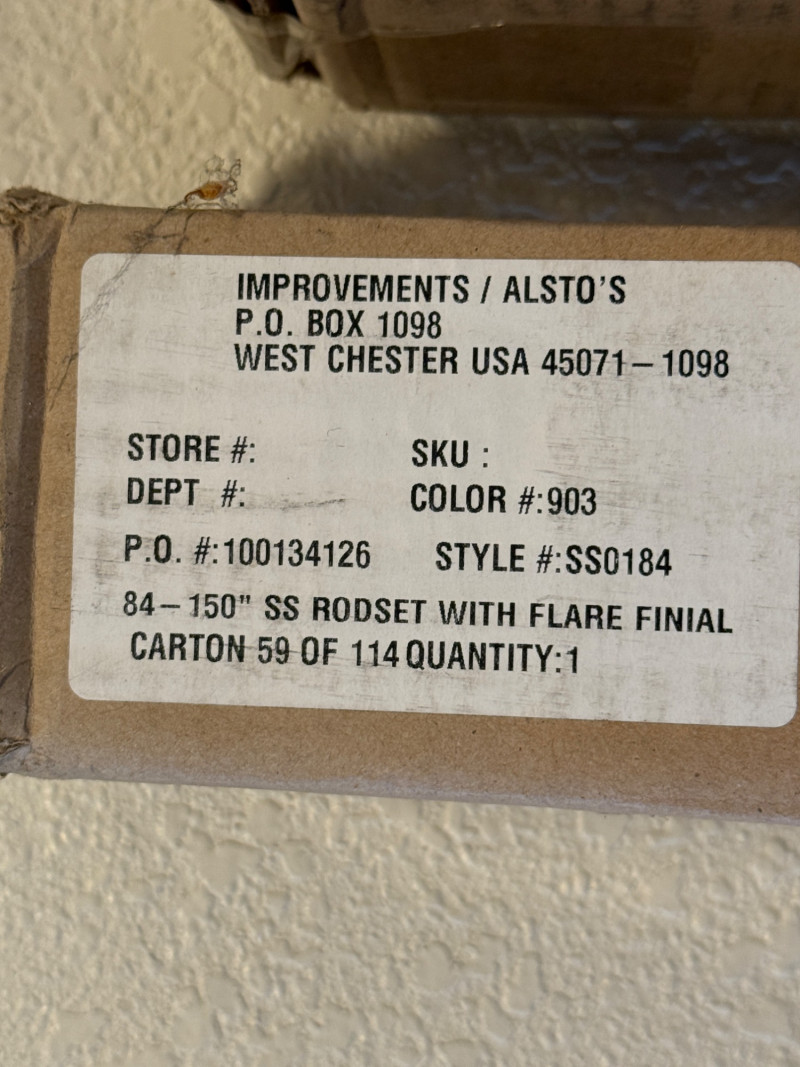 IMPROVEMENTS / ALSTO'S
P.O. BOX 1098
WEST CHESTER USA 45071-1098
STORE #: SKU :
DEPT #: COLOR #:903
P.O. #:100134126 STYLE #:SS0184
84-150" SS RODSET WITH FLARE FINIAL
CARTON 59 OF 114 QUANTITY:1